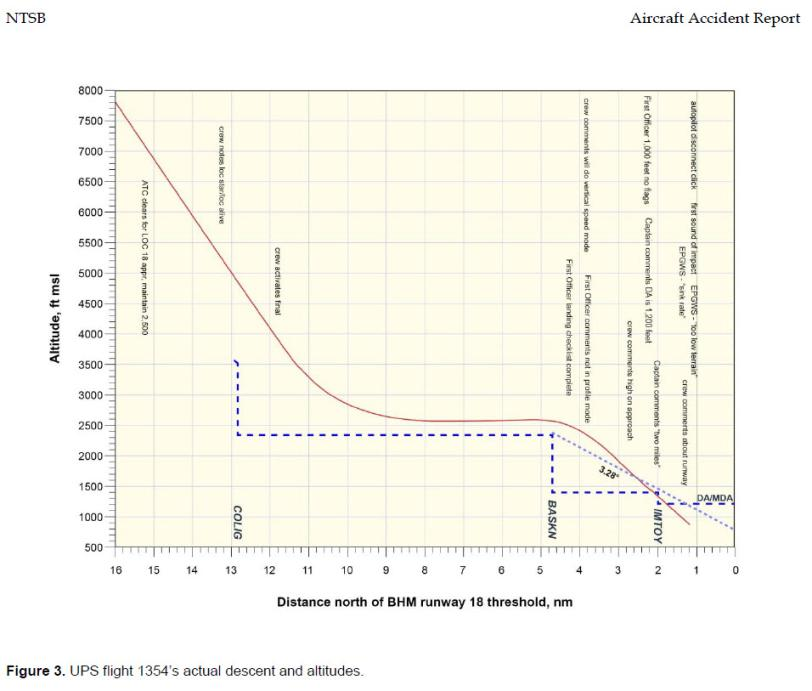 NTSB
Aircraft Accident Report
8000
7500
7000
6500
6000
5500
5000
4500
4000
3500
3000
2500
2000
1500
1000
500
Altitude, ft msl
ATC clears for LOC 18 appr, maintain 2,500
crew notes loc star/loc alive
crew activates final
First Officer landing checklist complete
crew comments will do vertical speed mode
First Officer comments not in profile mode
crew comments high on approach
First Officer 1,000 feet no flags
Captain comments DA is 1,200 feet
Captain comments "two miles"
crew comments about runway
EPGWS - "sink rate"
autopilot disconnect click
first sound of impact
EPGWS - "too low terrain"
3.28°
DA/MDA
COLIG
BASKN
IMTOY
16
15
14
13
12
11
10
9
8
7
6
5
4
3
2
1
0
Distance north of BHM runway 18 threshold, nm
Figure 3. UPS flight 1354's actual descent and altitudes.